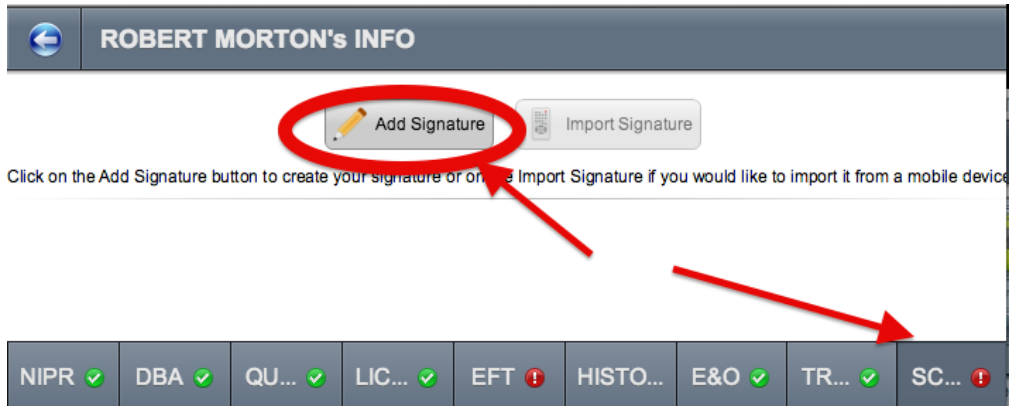 ROBERT MORTON's INFO
Add Signature Import Signature
Click on the Add Signature button to create your signature or on Import Signature if you would like to import it from a mobile device
NIPR DBA QU... LIC... EFT HISTO... E&O TR... SC...